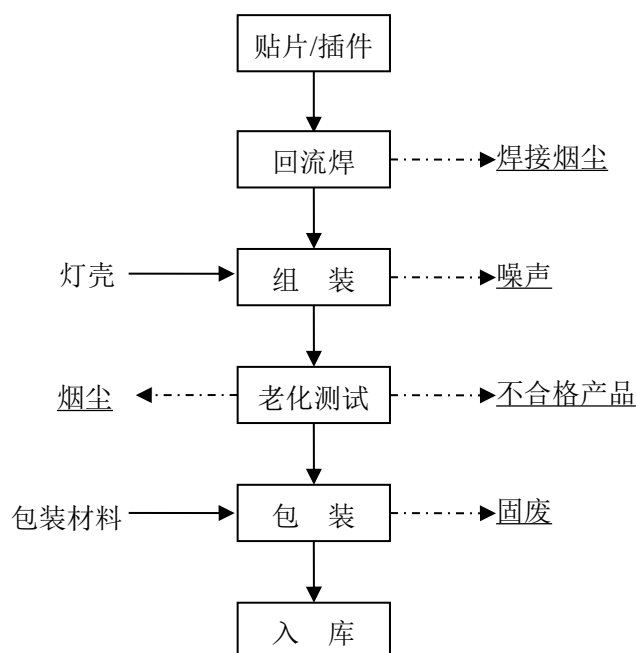 贴片/插件
回流焊
焊接烟尘
灯壳
组 装
噪声
烟尘
老化测试
不合格产品
包装材料
包 装
固废
入 库